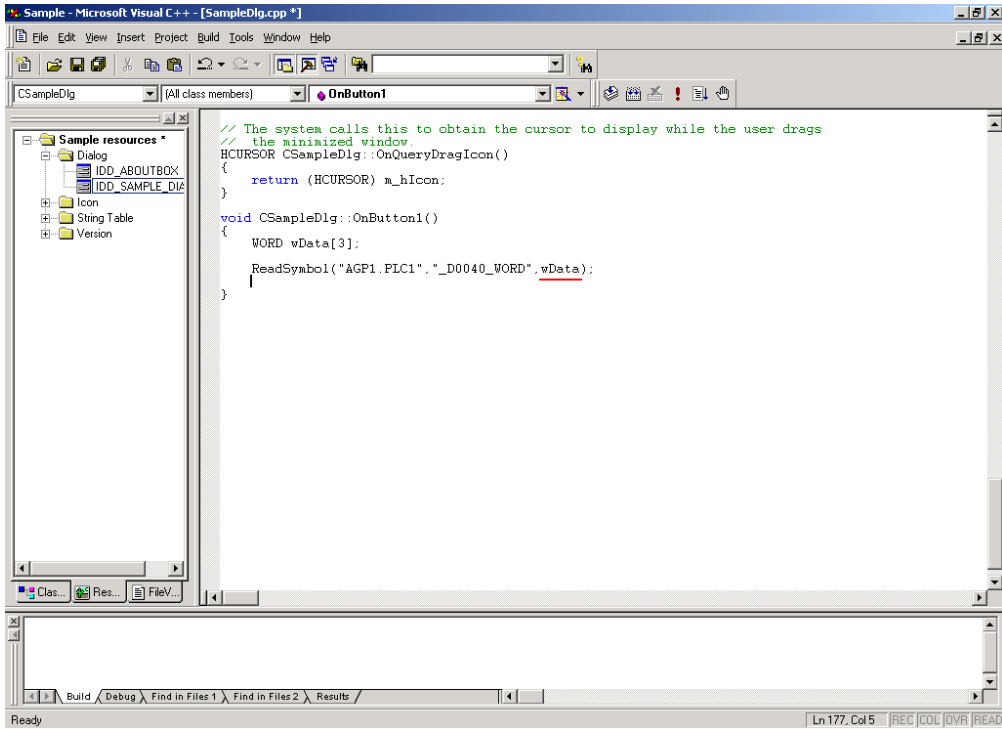 Sample - Microsoft Visual C++ - [SampleDlg.cpp *]
File Edit View Insert Project Build Tools Window Help
CSampleDlg (All class members) OnButton1
Sample resources *
Dialog
IDD_ABOUTBOX
IDD_SAMPLE_DIA
Icon
String Table
Version
// The system calls this to obtain the cursor to display while the user drags
//  the minimized window.
HCURSOR CSampleDlg::OnQueryDragIcon()
{
return (HCURSOR) m_hIcon;
}
void CSampleDlg::OnButton1()
{
WORD wData[3];
ReadSymbol("AGP1.PLC1","_D0040_WORD",wData);
}
Clas... Res... FileV...
Build Debug Find in Files 1 Find in Files 2 Results
Ready Ln 177, Col 5 REC COL OVR READ